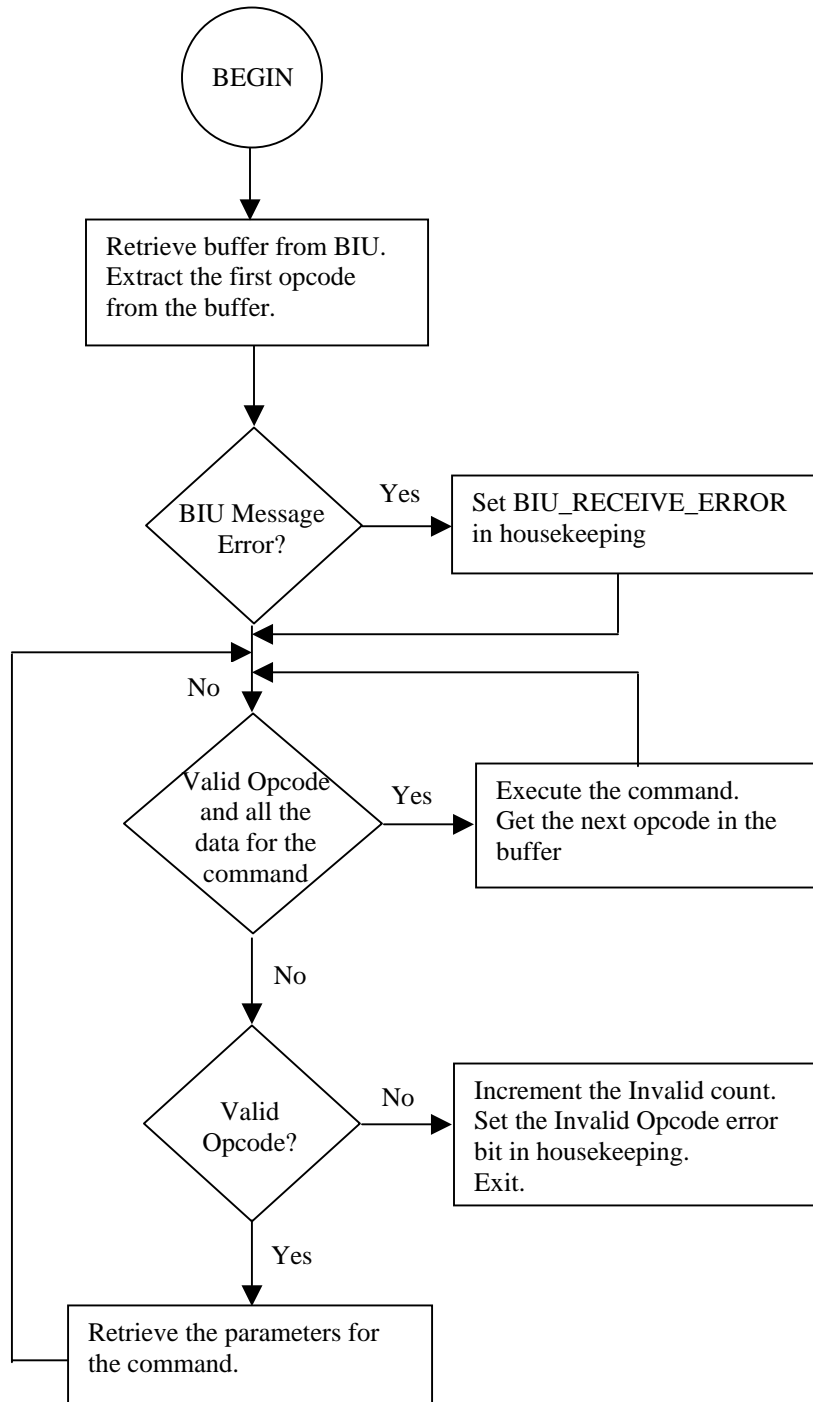 BEGIN
Retrieve buffer from BIU.
Extract the first opcode
from the buffer.
BIU Message
Error?
Yes
Set BIU_RECEIVE_ERROR
in housekeeping
No
Valid Opcode
and all the
data for the
command
Yes
Execute the command.
Get the next opcode in the
buffer
No
Valid
Opcode?
No
Increment the Invalid count.
Set the Invalid Opcode error
bit in housekeeping.
Exit.
Yes
Retrieve the parameters for
the command.